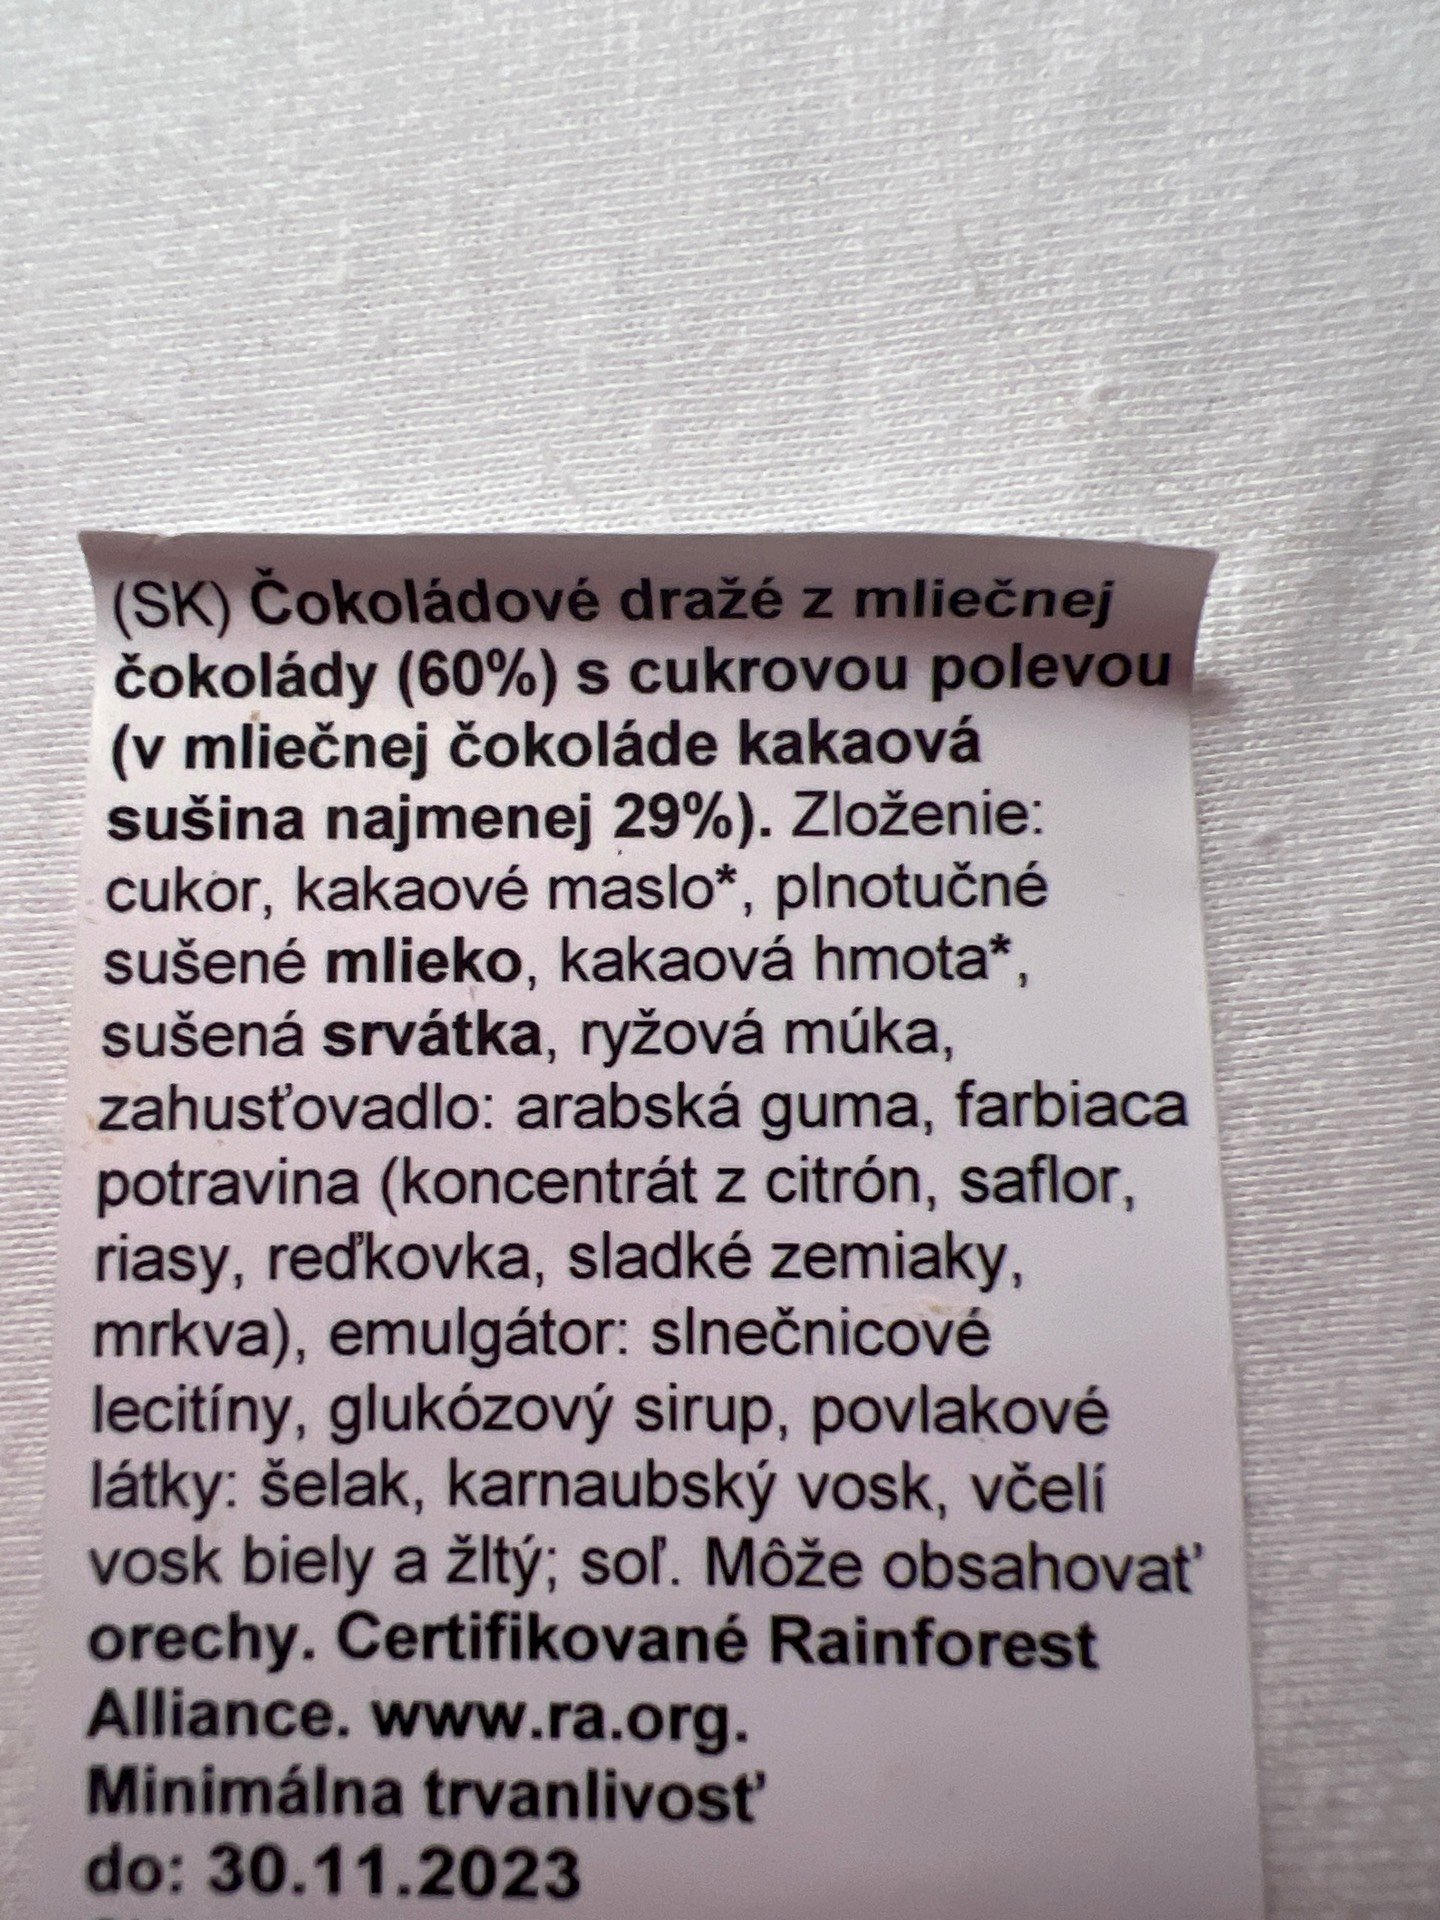 (SK) Čokoládové dražé z mliečnej
čokolády (60%) s cukrovou polevou
(v mliečnej čokoláde kakaová
sušina najmenej 29%). Zloženie:
cukor, kakaové maslo*, plnotučné
sušené mlieko, kakaová hmota*,
sušená srvátka, ryžová múka,
zahusťovadlo: arabská guma, farbiaca
potravina (koncentrát z citrón, saflor,
riasy, reďkovka, sladké zemiaky,
mrkva), emulgátor: slnečnicové
lecitíny, glukózový sirup, povlakové
látky: šelak, karnaubský vosk, včelí
vosk biely a žltý; soľ. Môže obsahovať
orechy. Certifikované Rainforest
Alliance. www.ra.org.
Minimálna trvanlivosť
do: 30.11.2023